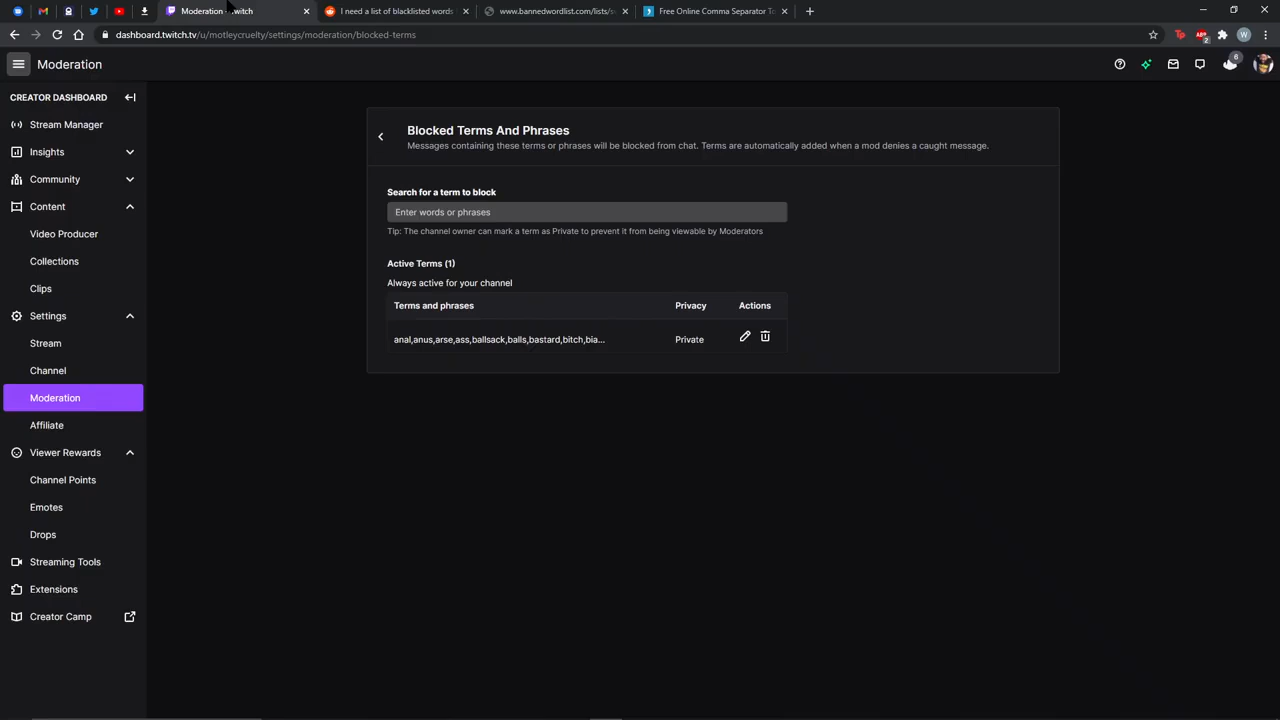 Moderation - Twitch
I need a list of blacklisted words
www.bannedwordlist.com/lists/s
Free Online Comma Separator To
dashboard.twitch.tv/u/motleycruelty/settings/moderation/blocked-terms
ABP
2
W
Moderation
6
CREATOR DASHBOARD
Stream Manager
Insights
Community
Content
Video Producer
Collections
Clips
Settings
Stream
Channel
Moderation
Affiliate
Viewer Rewards
Channel Points
Emotes
Drops
Streaming Tools
Extensions
Creator Camp
Blocked Terms And Phrases
Messages containing these terms or phrases will be blocked from chat. Terms are automatically added when a mod denies a caught message.
Search for a term to block
Enter words or phrases
Tip: The channel owner can mark a term as Private to prevent it from being viewable by Moderators
Active Terms (1)
Always active for your channel
Terms and phrases Privacy Actions
anal,anus,arse,ass,ballsack,balls,bastard,bitch,bia... Private